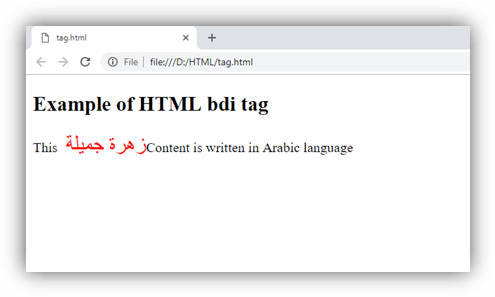 tag.html
File | file:///D:/HTML/tag.html
Example of HTML bdi tag
This زهرة جميلة Content is written in Arabic language